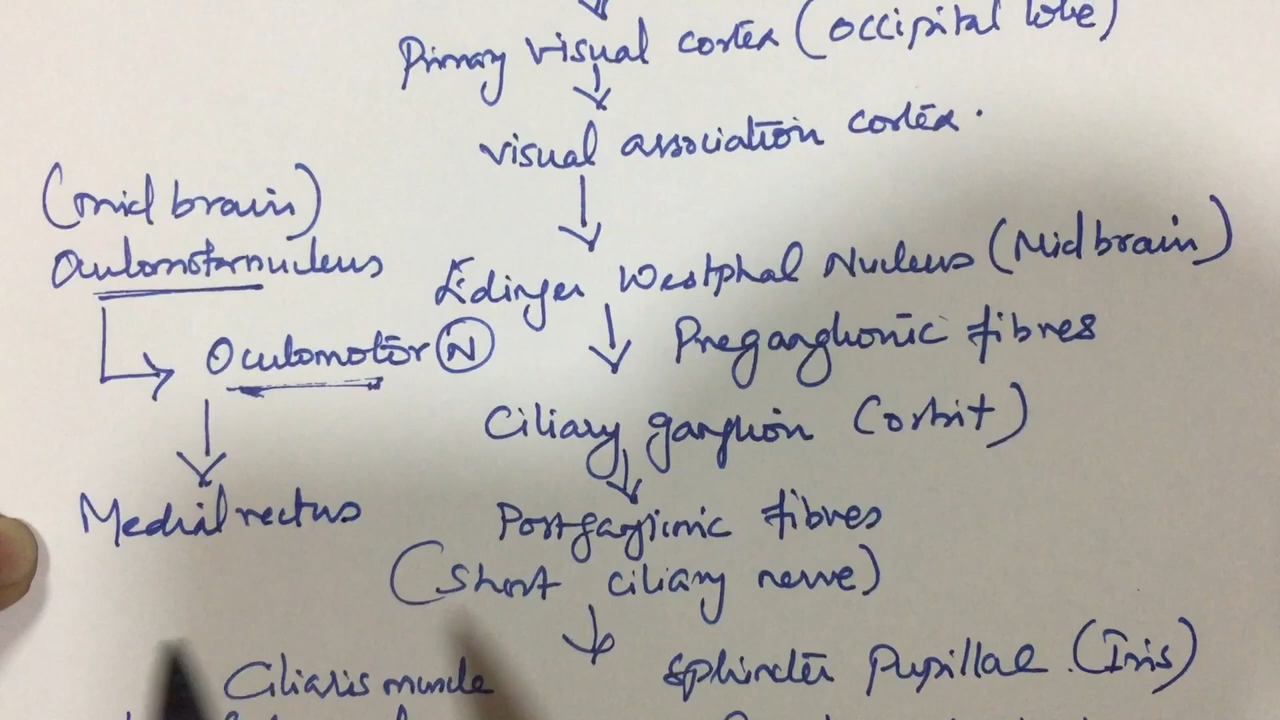 Primary visual cortex (occipital lobe)
visual association cortex.
(mid brain)
Oculomotor nucleus
Edinger Westphal Nucleus (Midbrain)
Oculomotor N
Preganglionic fibres
Ciliary ganglion (orbit)
Medial rectus
Postganglionic fibres
(Short ciliary nerve)
Ciliaris muscle
Sphincter Pupillae (Iris)